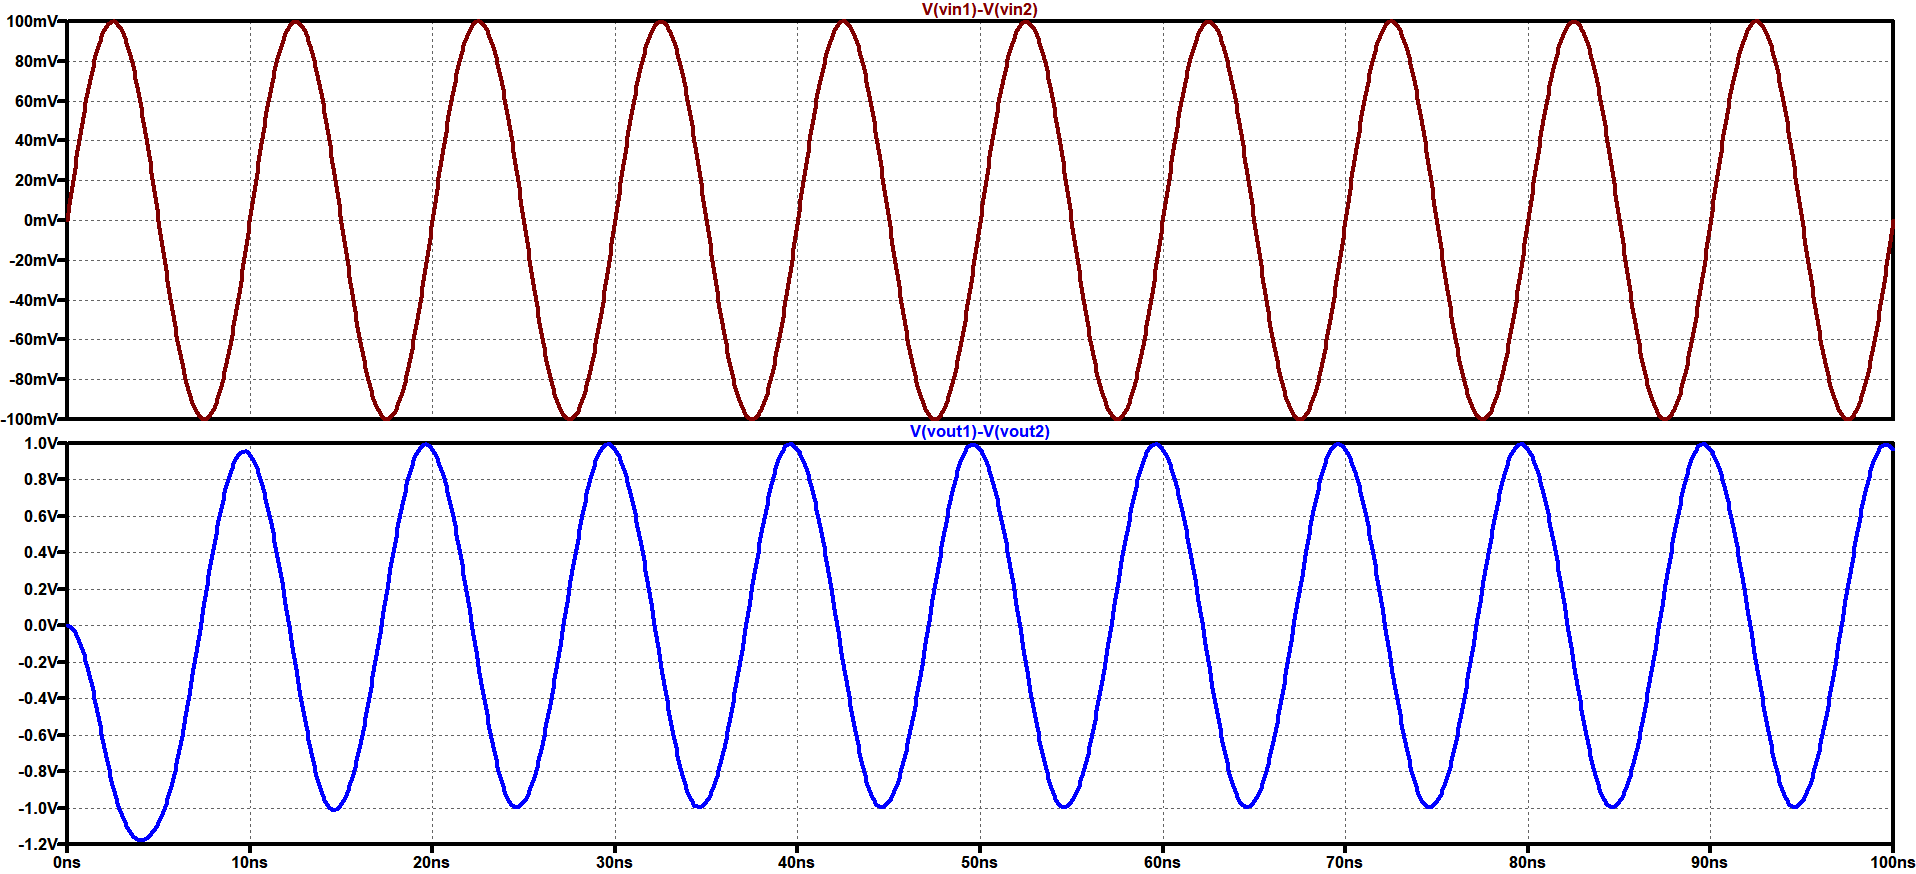 V(vin1)-V(vin2)
100mV
80mV
60mV
40mV
20mV
0mV
-20mV
-40mV
-60mV
-80mV
-100mV
V(vout1)-V(vout2)
1.0V
0.8V
0.6V
0.4V
0.2V
0.0V
-0.2V
-0.4V
-0.6V
-0.8V
-1.0V
-1.2V
0ns 10ns 20ns 30ns 40ns 50ns 60ns 70ns 80ns 90ns 100ns